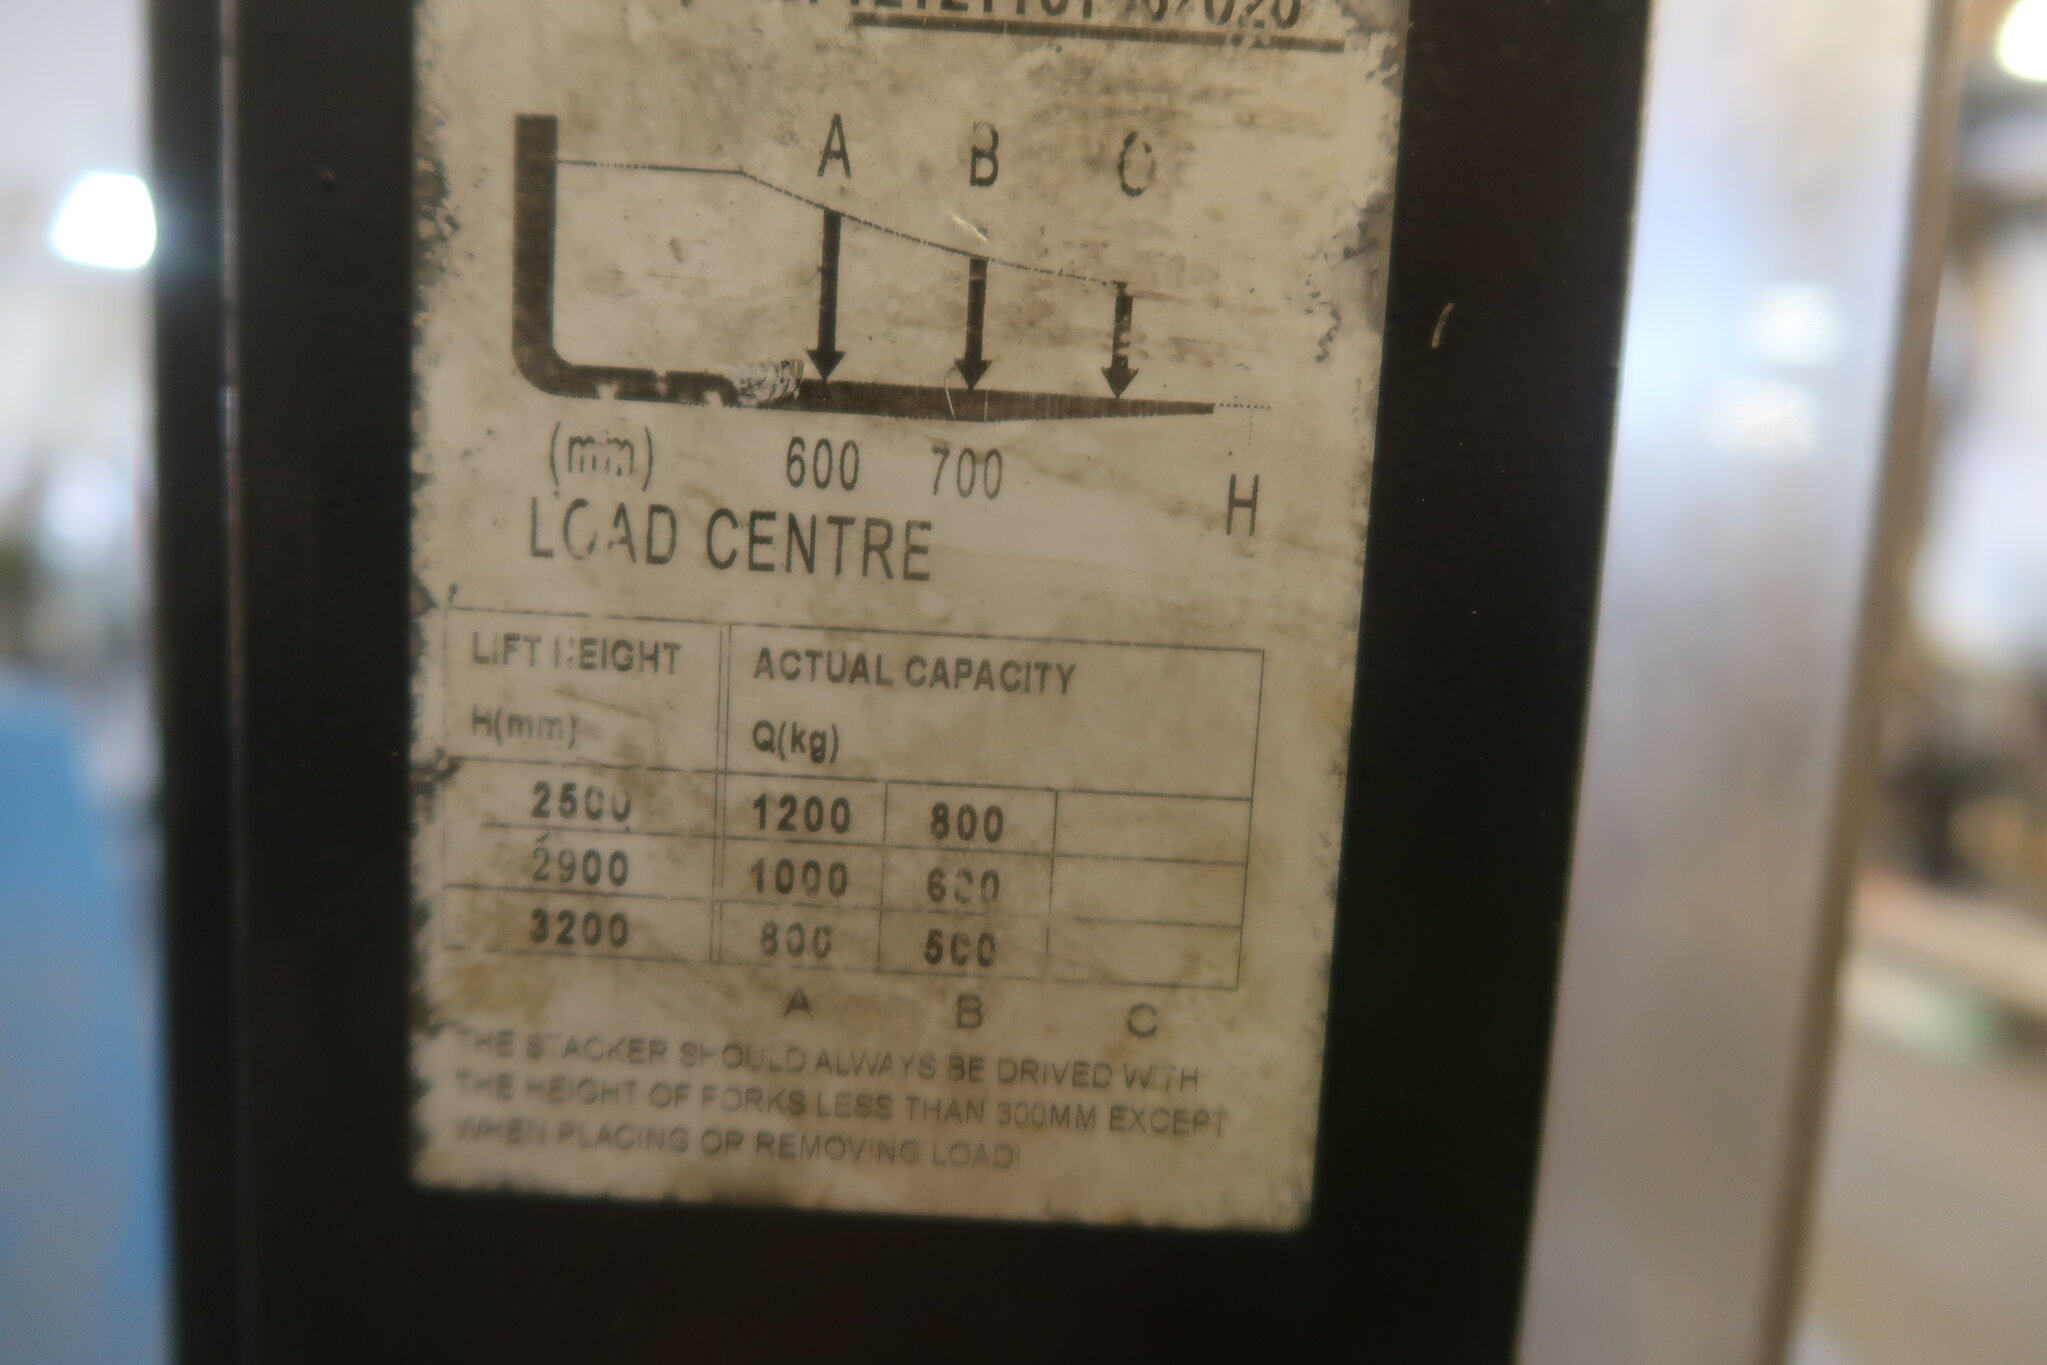 A B C
(mm) 600 700
H
LOAD CENTRE
LIFT HEIGHT ACTUAL CAPACITY
H(mm) Q(kg)
2500 1200 800
2900 1000 600
3200 800 500
A B C
THE STACKER SHOULD ALWAYS BE DRIVED WITH
THE HEIGHT OF FORKS LESS THAN 300MM EXCEPT
WHEN PLACING OR REMOVING LOAD!